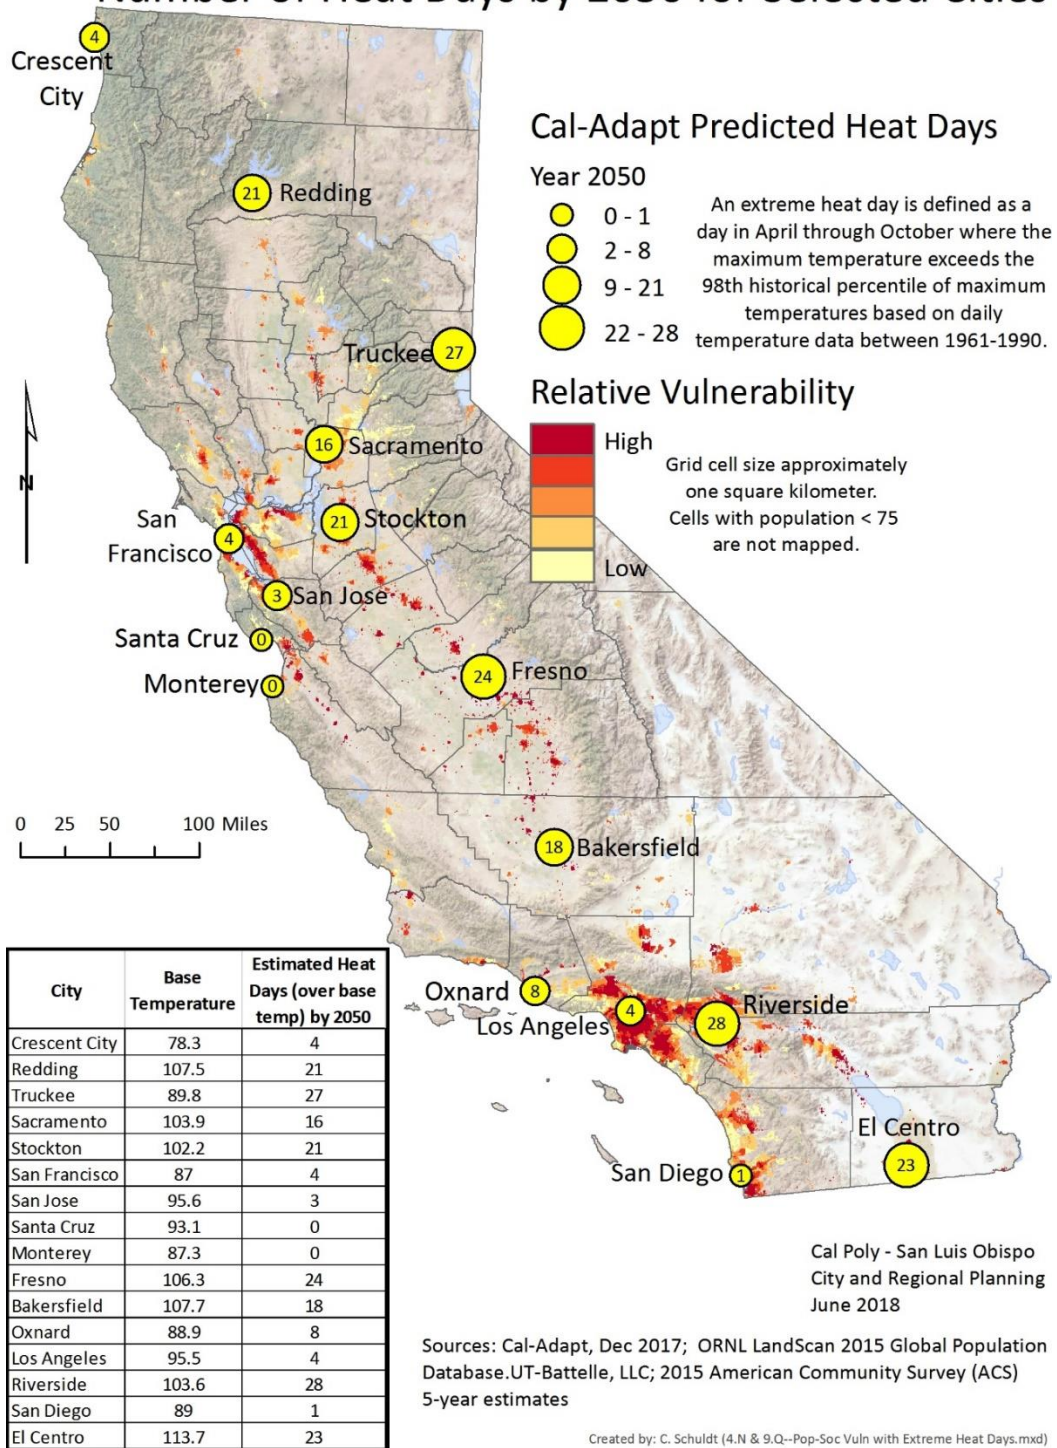 Number of Heat Days by 2050 for Selected Cities
4
Crescent
City
Cal-Adapt Predicted Heat Days
Year 2050
0 - 1
2 - 8
9 - 21
22 - 28
An extreme heat day is defined as a
day in April through October where the
maximum temperature exceeds the
98th historical percentile of maximum
temperatures based on daily
temperature data between 1961-1990.
21 Redding
Truckee 27
Relative Vulnerability
High
Low
Grid cell size approximately
one square kilometer.
Cells with population < 75
are not mapped.
16 Sacramento
N
21 Stockton
San
Francisco 4
3 San Jose
Santa Cruz 0
Monterey 0
24 Fresno
0 25 50 100 Miles
18 Bakersfield
Oxnard 8
Los Angeles 4
28 Riverside
El Centro
23
San Diego 1
City Base Temperature Estimated Heat Days (over base temp) by 2050
Crescent City 78.3 4
Redding 107.5 21
Truckee 89.8 27
Sacramento 103.9 16
Stockton 102.2 21
San Francisco 87 4
San Jose 95.6 3
Santa Cruz 93.1 0
Monterey 87.3 0
Fresno 106.3 24
Bakersfield 107.7 18
Oxnard 88.9 8
Los Angeles 95.5 4
Riverside 103.6 28
San Diego 89 1
El Centro 113.7 23
Cal Poly - San Luis Obispo
City and Regional Planning
June 2018
Sources: Cal-Adapt, Dec 2017; ORNL LandScan 2015 Global Population
Database.UT-Battelle, LLC; 2015 American Community Survey (ACS)
5-year estimates
Created by: C. Schuldt (4.N & 9.Q--Pop-Soc Vuln with Extreme Heat Days.mxd)